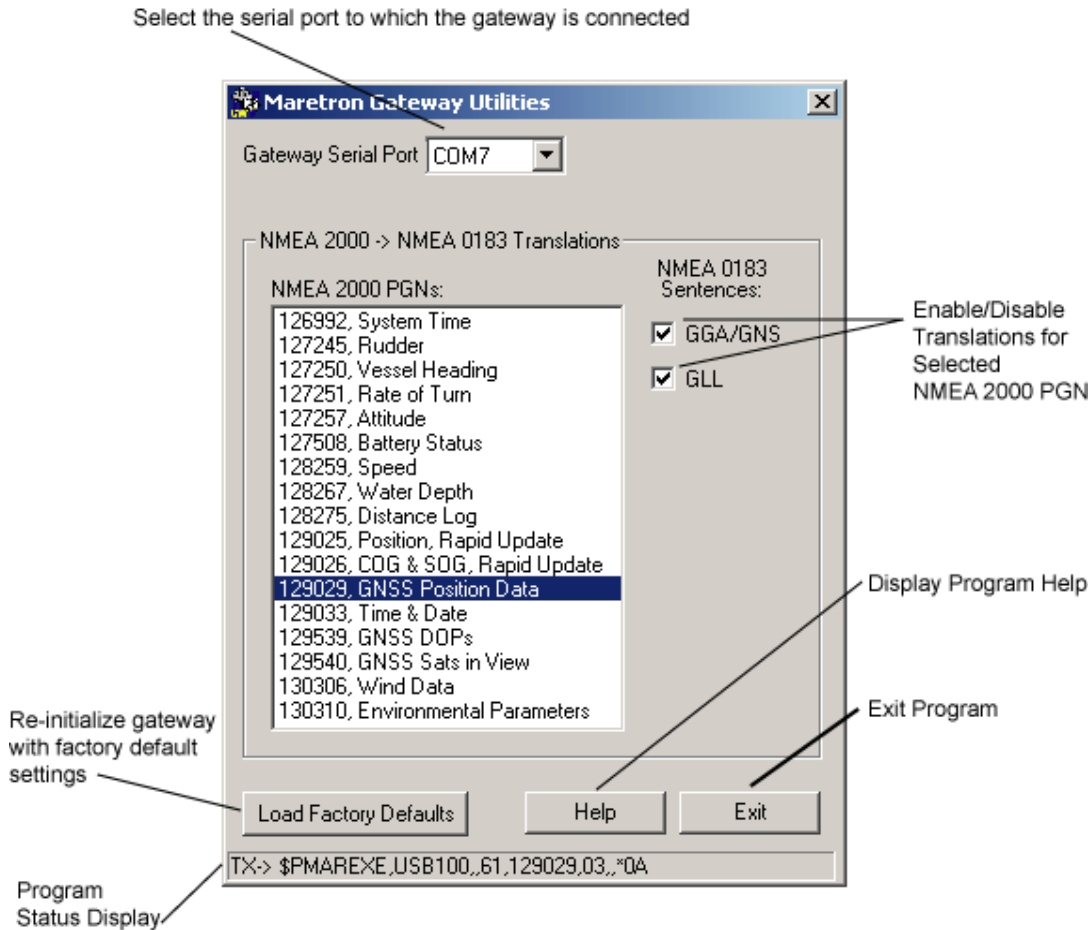 Select the serial port to which the gateway is connected
Maretron Gateway Utilities
Gateway Serial Port COM7
NMEA 2000 -> NMEA 0183 Translations
NMEA 2000 PGNs:
126992, System Time
127245, Rudder
127250, Vessel Heading
127251, Rate of Turn
127257, Attitude
127508, Battery Status
128259, Speed
128267, Water Depth
128275, Distance Log
129025, Position, Rapid Update
129026, COG & SOG, Rapid Update
129029, GNSS Position Data
129033, Time & Date
129539, GNSS DOPs
129540, GNSS Sats in View
130306, Wind Data
130310, Environmental Parameters
NMEA 0183
Sentences:
GGA/GNS
GLL
Enable/Disable
Translations for
Selected
NMEA 2000 PGN
Display Program Help
Exit Program
Re-initialize gateway
with factory default
settings
Load Factory Defaults
Help
Exit
TX-> $PMAREXE,USB100,,61,129029,03,,*0A
Program
Status Display